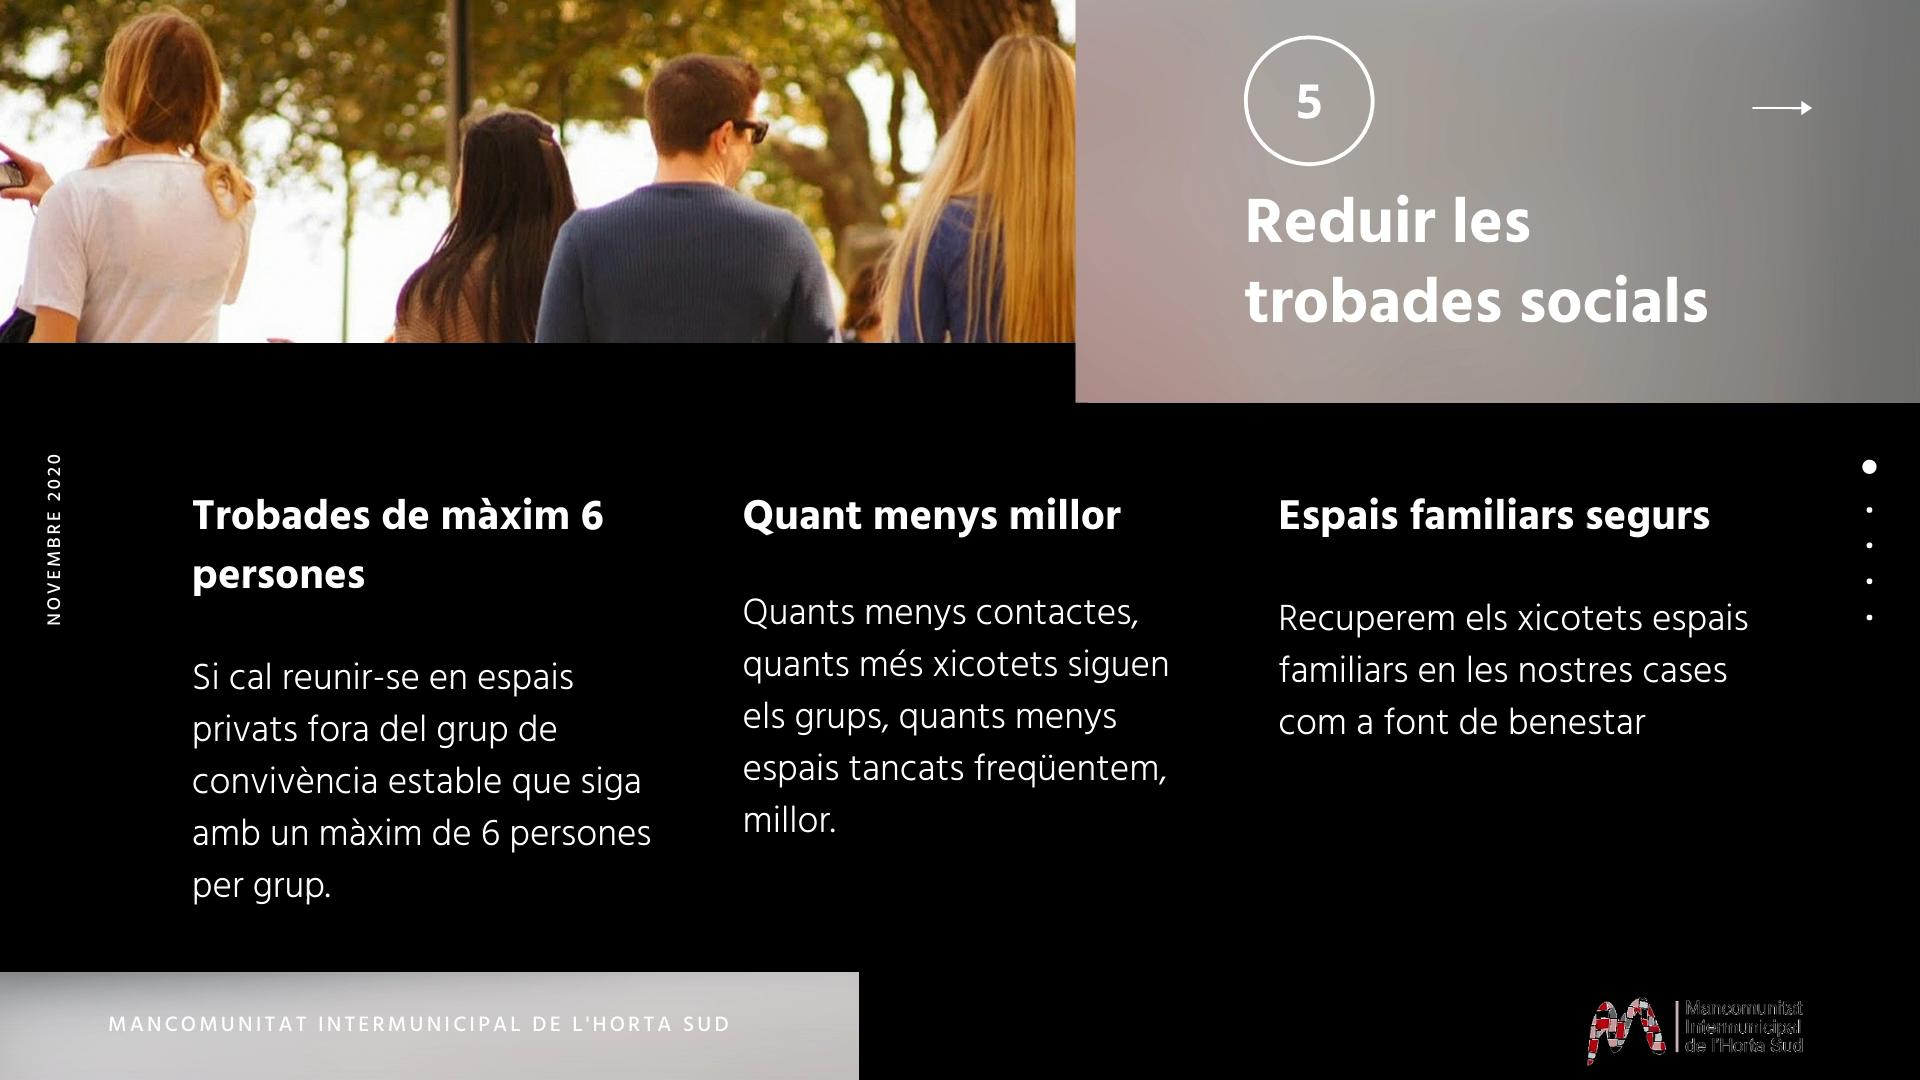 5
Reduir les
trobades socials
NOVEMBRE 2020
Trobades de màxim 6
persones
Si cal reunir-se en espais
privats fora del grup de
convivència estable que siga
amb un màxim de 6 persones
per grup.
Quant menys millor
Quants menys contactes,
quants més xicotets siguen
els grups, quants menys
espais tancats freqüentem,
millor.
Espais familiars segurs
Recuperem els xicotets espais
familiars en les nostres cases
com a font de benestar
MANCOMUNITAT INTERMUNICIPAL DE L'HORTA SUD
Mancomunitat
Intermunicipal
de l'Horta Sud